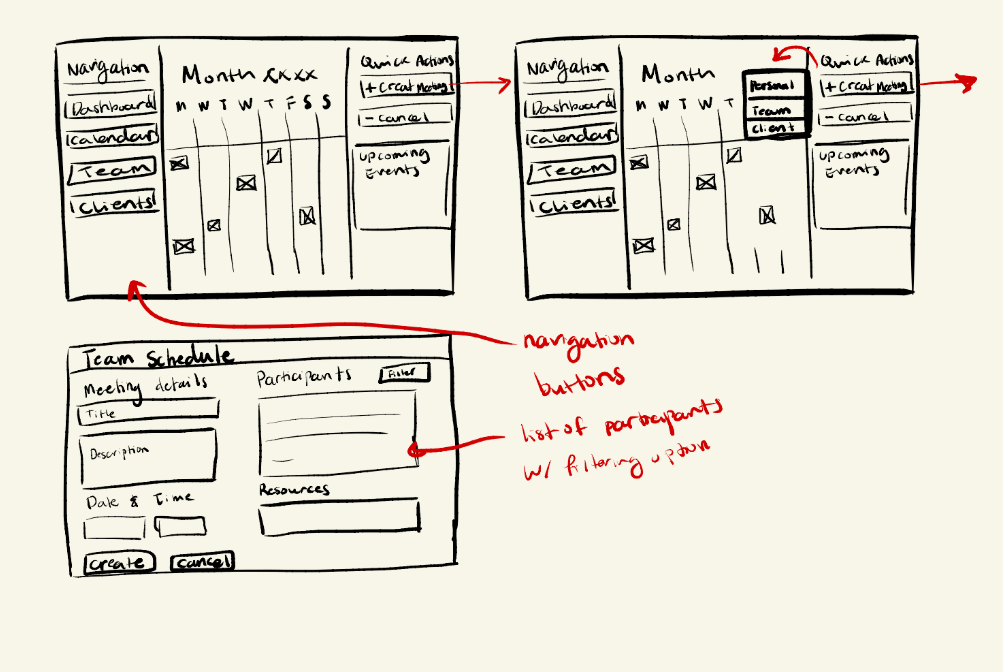 Navigation
Dashboard
Calendar
Team
Clients
Month xxxx
M W T W T F S S
Quick Actions
+ Creat Meeting
- Cancel
Upcoming
Events
Navigation
Dashboard
Calendar
Team
Clients
Month
M W T W T
Personal
Team
Client
Quick Actions
+ Creat Meeting
- Cancel
Upcoming
Events
navigation
buttons
Team Schedule
Meeting details
Title
Description
Date & Time
Create
Cancel
Participants
Filter
Resources
list of participants
w/ filtering option